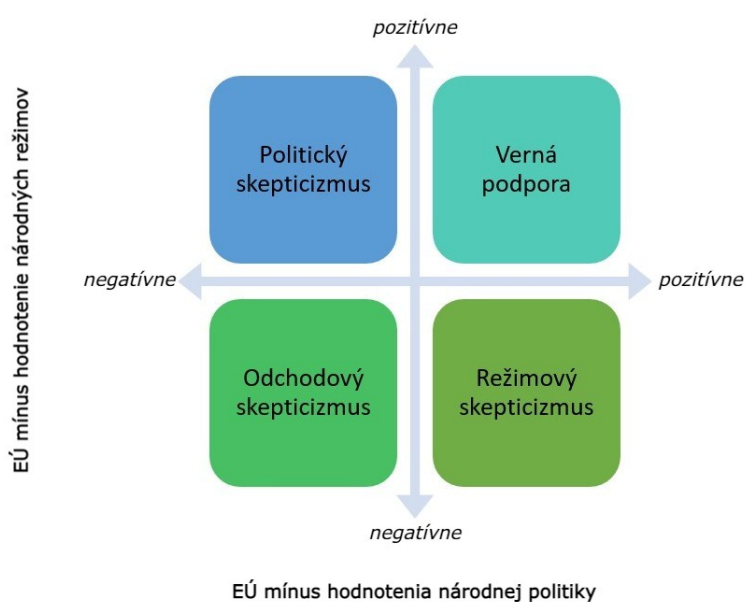 pozitívne
EÚ mínus hodnotenie národných režimov
Politický
skepticizmus
Verná
podpora
negatívne
pozitívne
Odchodový
skepticizmus
Režimový
skepticizmus
negatívne
EÚ mínus hodnotenia národnej politiky